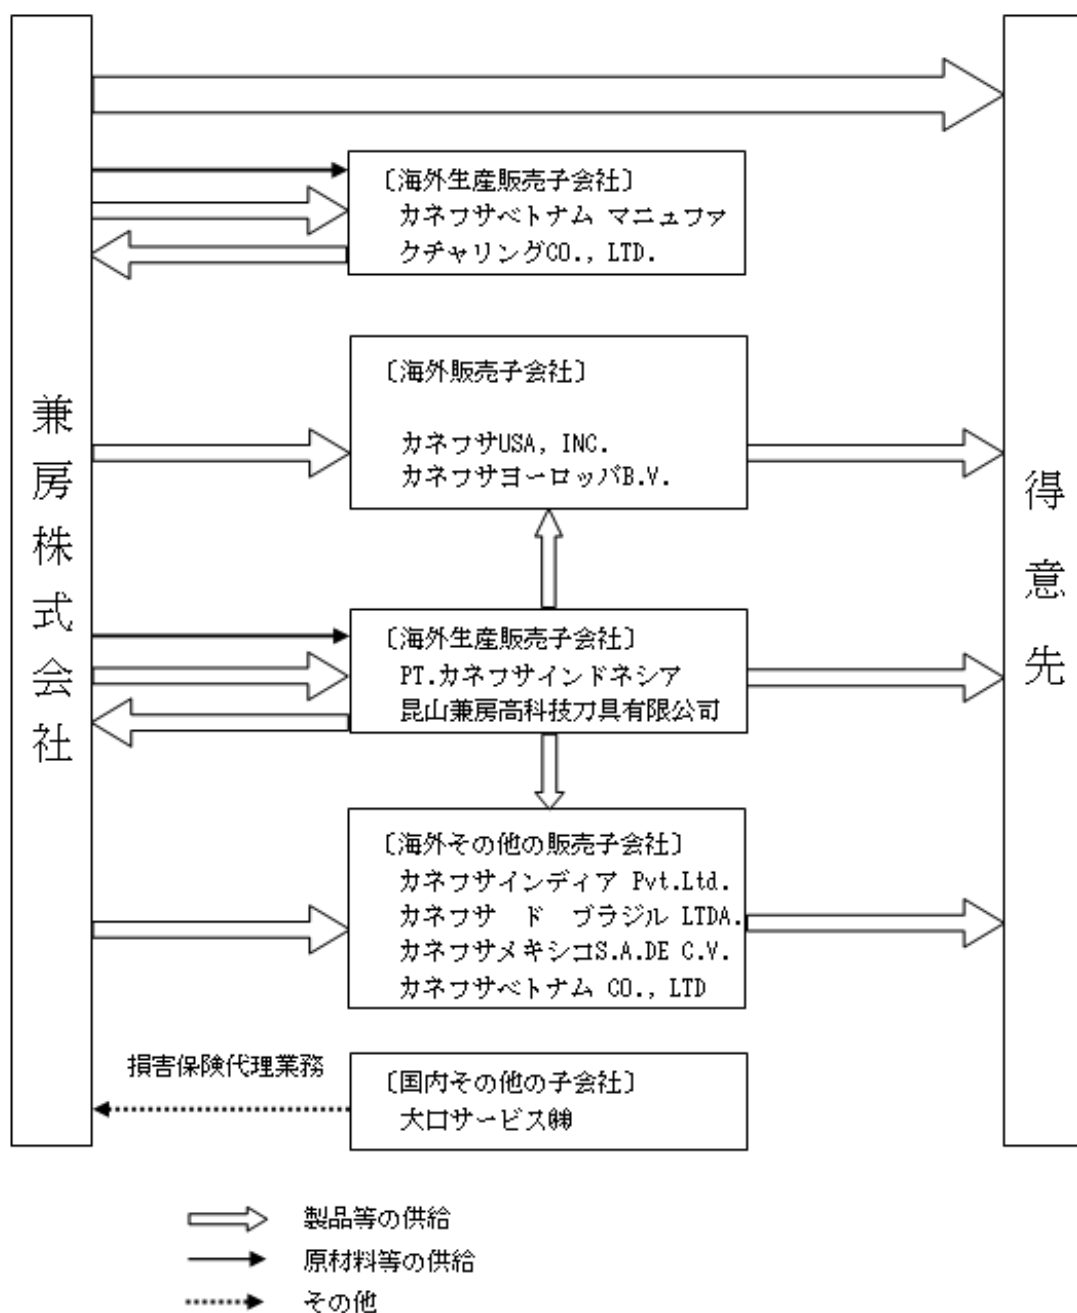 兼房株式会社
〔海外生産販売子会社〕
カネフサベトナム マニュファ
クチャリングCO., LTD.
〔海外販売子会社〕
カネフサUSA, INC.
カネフサヨーロッパB.V.
〔海外生産販売子会社〕
PT.カネフサインドネシア
昆山兼房高科技刀具有限公司
〔海外その他の販売子会社〕
カネフサインディア Pvt.Ltd.
カネフサ ド ブラジル LTDA.
カネフサメキシコS.A.DE C.V.
カネフサベトナム CO., LTD
損害保険代理業務
〔国内その他の子会社〕
大口サービス㈱
得意先
製品等の供給
原材料等の供給
その他